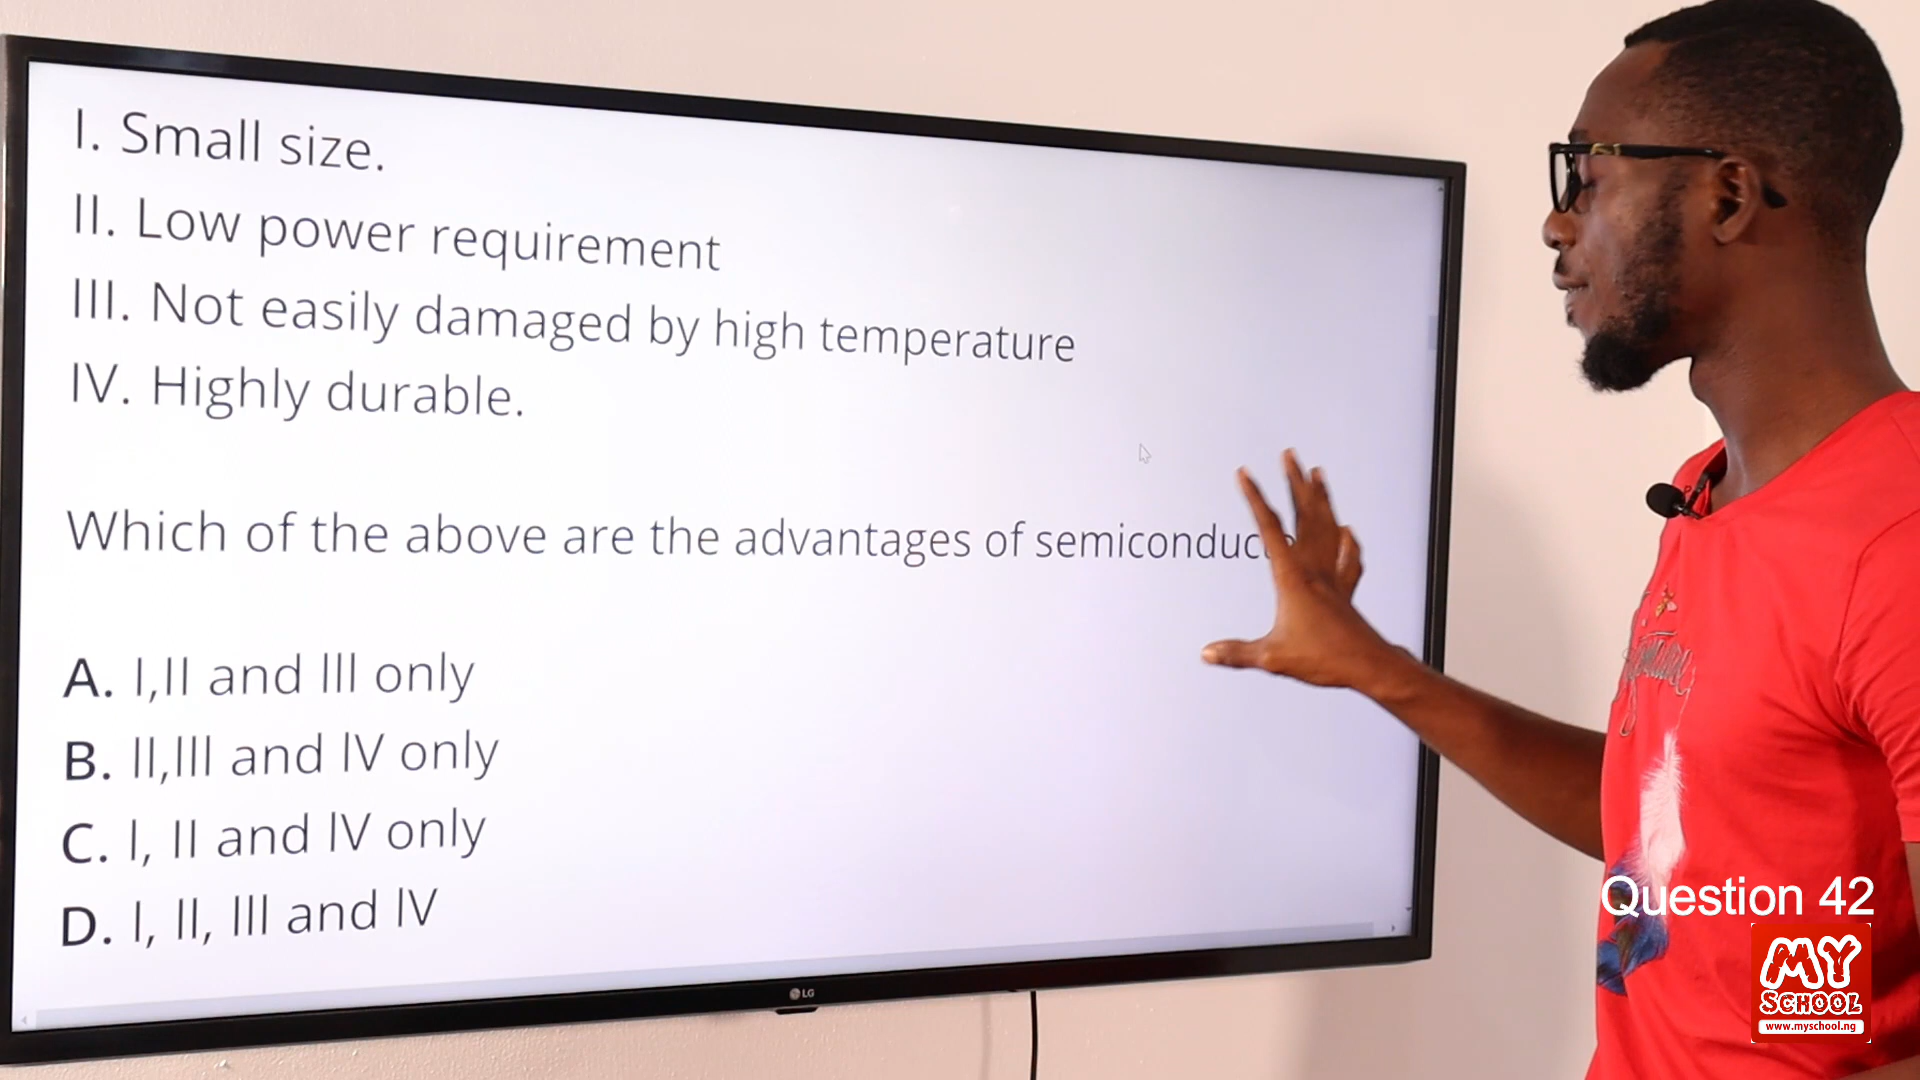 I. Small size.
II. Low power requirement
III. Not easily damaged by high temperature
IV. Highly durable.
Which of the above are the advantages of
A. I,II and III only
B. II,III and IV only
C. I, II and IV only
D. I, II, III and IV
LG
Question 42
MY
SCHOOL
www.myschool.ng